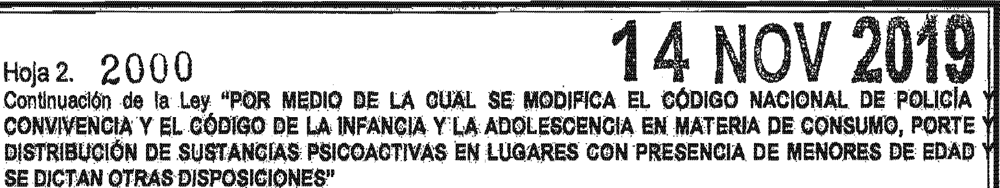 14 NOV 2019
Hoja 2. 2000
Continuación de la Ley “POR MEDIO DE LA CUAL SE MODIFICA EL CÓDIGO NACIONAL DE POLICÍA Y
CONVIVENCIA Y EL CÓDIGO DE LA INFANCIA Y LA ADOLESCENCIA EN MATERIA DE CONSUMO, PORTE Y
DISTRIBUCIÓN DE SUSTANCIAS PSICOACTIVAS EN LUGARES CON PRESENCIA DE MENORES DE EDAD Y
SE DICTAN OTRAS DISPOSICIONES”